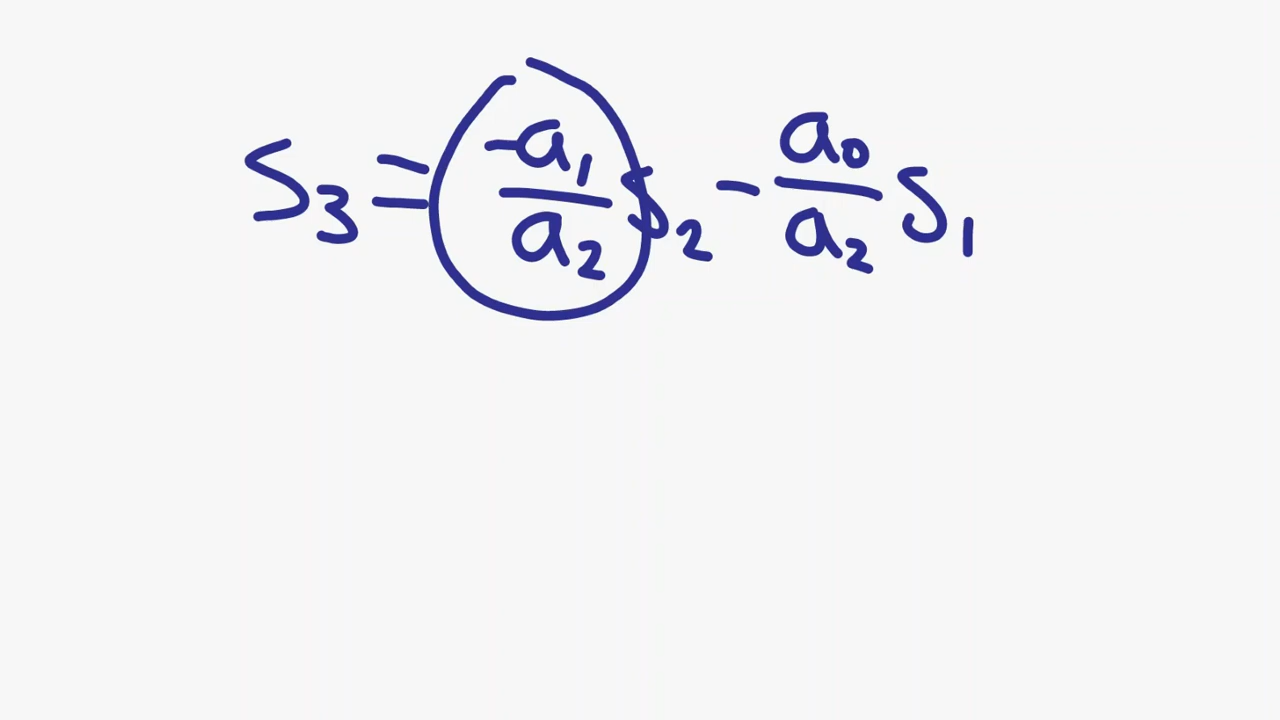 S₃ = -a₁/a₂ S₂ - a₀/a₂ S₁